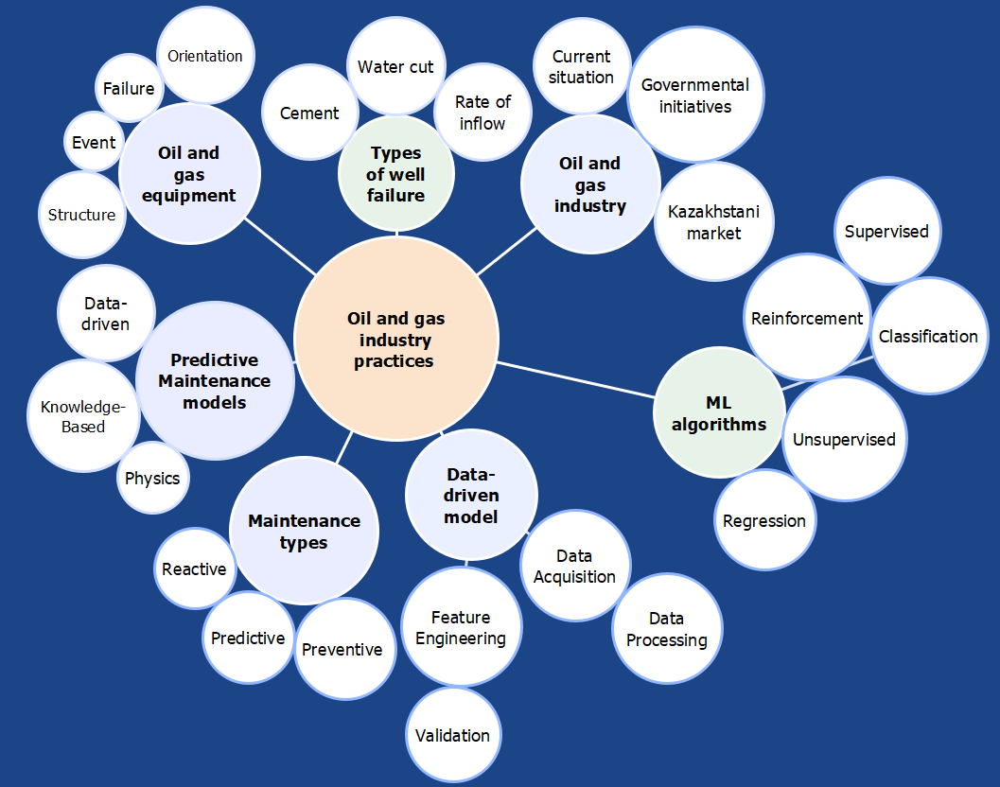 Orientation
Failure
Event
Structure
Oil and
gas
equipment
Cement
Water cut
Rate of
inflow
Types
of well
failure
Current
situation
Governmental
initiatives
Kazakhstani
market
Oil and
gas
industry
Oil and gas
industry
practices
Data-
driven
Knowledge-
Based
Physics
Predictive
Maintenance
models
Supervised
Reinforcement
Classification
Unsupervised
Regression
ML
algorithms
Maintenance
types
Reactive
Predictive
Preventive
Data-
driven
model
Data
Acquisition
Data
Processing
Feature
Engineering
Validation